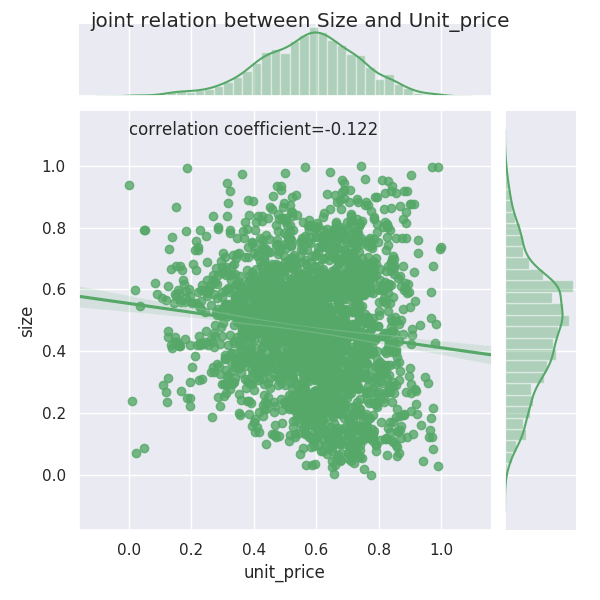 joint relation between Size and Unit_price
correlation coefficient=-0.122
1.0
0.8
0.6
0.4
0.2
0.0
size
0.0 0.2 0.4 0.6 0.8 1.0
unit_price